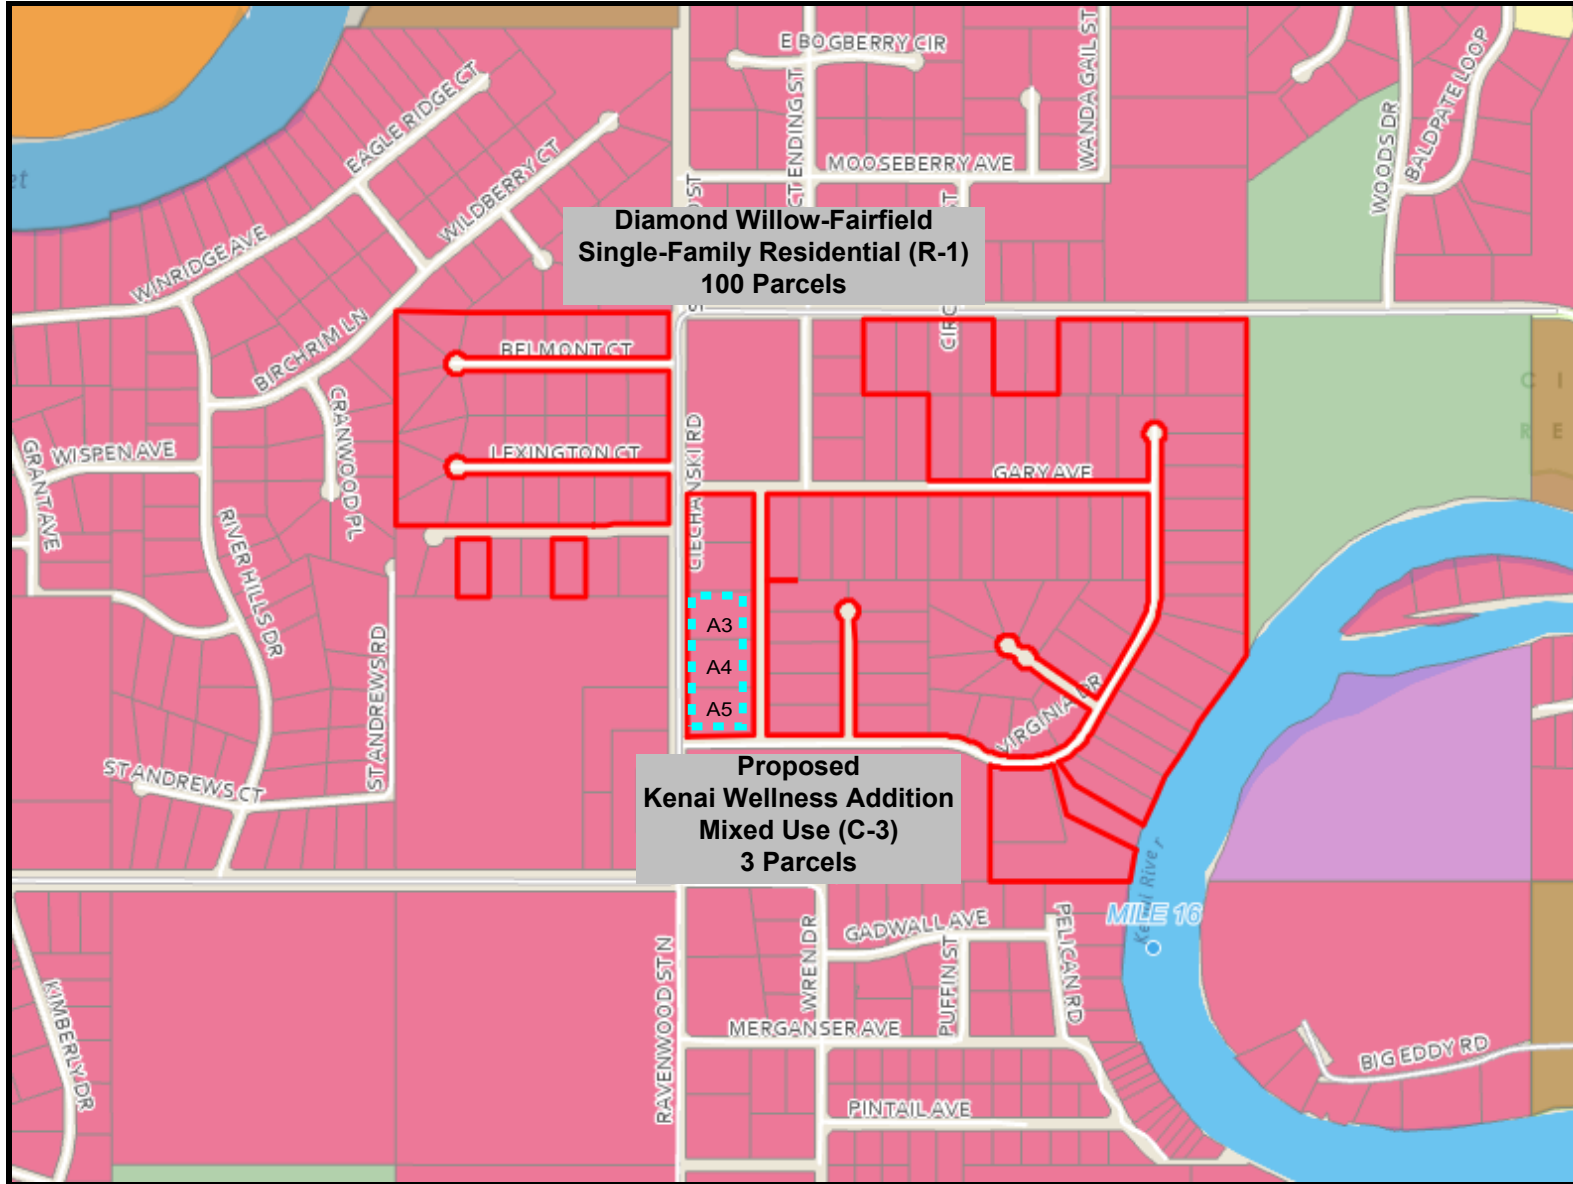 E BOGBERRY CIR
WANDA GAIL ST
BALDPATE LOOP
EAGLE RIDGE CT
WOODS DR
MOOSEBERRY AVE
WILDBERRY CT
et
Diamond Willow-Fairfield
Single-Family Residential (R-1)
100 Parcels
WINRIDGE AVE
BIRCHRIM LN
BELMONT CT
C I
R E
CRANWOOD PL
CIECHANSKI RD
LEXINGTON CT
GARY AVE
WISPEN AVE
GRANT AVE
RIVER HILLS DR
A3
A4
A5
ST ANDREWS RD
VIRGINIA DR
ST ANDREWS CT
Proposed
Kenai Wellness Addition
Mixed Use (C-3)
3 Parcels
Kenai River
MILE 16
GADWALL AVE
PELICAN RD
WREN DR
PUFFIN ST
RAVENWOOD ST N
MERGANSER AVE
KIMBERLY DR
BIG EDDY RD
PINTAIL AVE